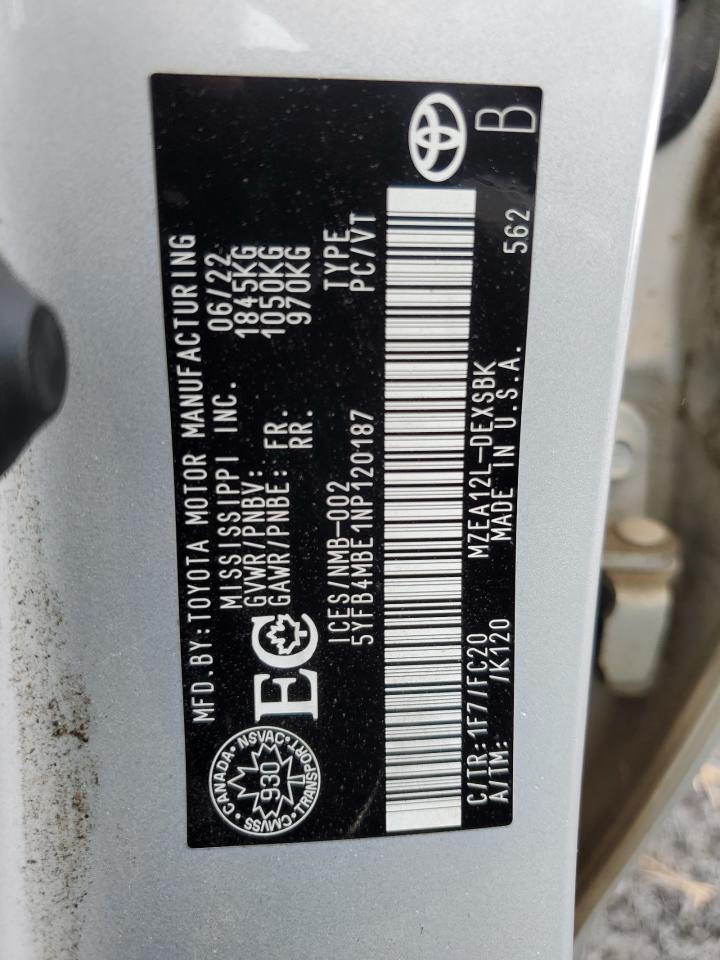 MFD.BY:TOYOTA MOTOR MANUFACTURING
MISSISSIPPI INC. 06/22
GVWR/PNBV: 1845KG
GAWR/PNBE: FR. 1050KG
RR. 970KG
CANADA • NSVAC • TRANSPORT • CMVSS •
930
EC
ICES/NMB-002 TYPE
5YFB4MBE1NP120187 PC/VT
C/TR:1F7/FC20 MZEA12L-DEXSBK
A/TM: /K120 MADE IN U.S.A. 562
B